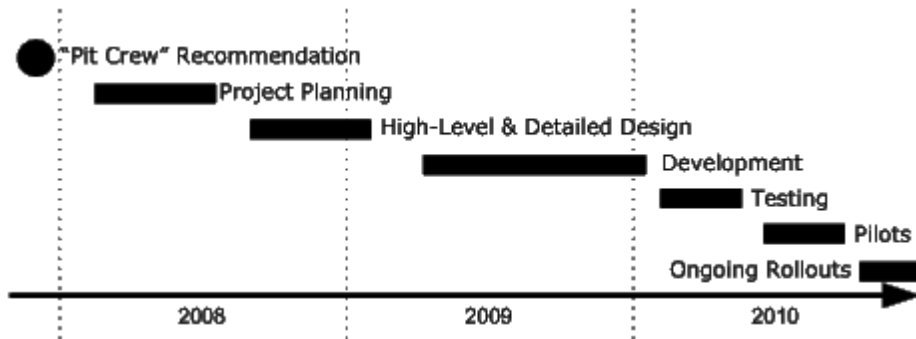 “Pit Crew” Recommendation
Project Planning
High-Level & Detailed Design
Development
Testing
Pilots
Ongoing Rollouts
2008 2009 2010